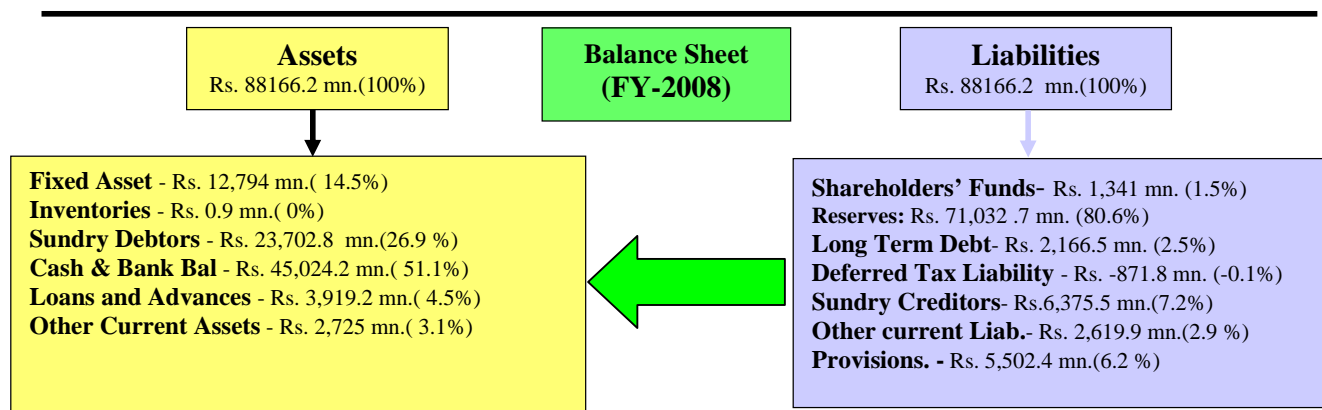 Assets
Rs. 88166.2 mn.(100%)
Balance Sheet
(FY-2008)
Liabilities
Rs. 88166.2 mn.(100%)
Fixed Asset - Rs. 12,794 mn.( 14.5%)
Inventories - Rs. 0.9 mn.( 0%)
Sundry Debtors - Rs. 23,702.8 mn.(26.9 %)
Cash & Bank Bal - Rs. 45,024.2 mn.( 51.1%)
Loans and Advances - Rs. 3,919.2 mn.( 4.5%)
Other Current Assets - Rs. 2,725 mn.( 3.1%)
Shareholders’ Funds- Rs. 1,341 mn. (1.5%)
Reserves: Rs. 71,032 .7 mn. (80.6%)
Long Term Debt- Rs. 2,166.5 mn. (2.5%)
Deferred Tax Liability - Rs. -871.8 mn. (-0.1%)
Sundry Creditors- Rs.6,375.5 mn.(7.2%)
Other current Liab.- Rs. 2,619.9 mn.(2.9 %)
Provisions. - Rs. 5,502.4 mn.(6.2 %)